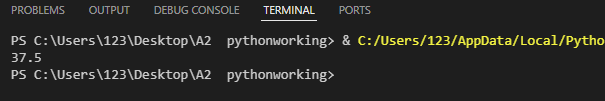 PROBLEMS OUTPUT DEBUG CONSOLE TERMINAL PORTS
PS C:\Users\123\Desktop\A2  pythonworking> & C:/Users/123/AppData/Local/Pytho
37.5
PS C:\Users\123\Desktop\A2  pythonworking>